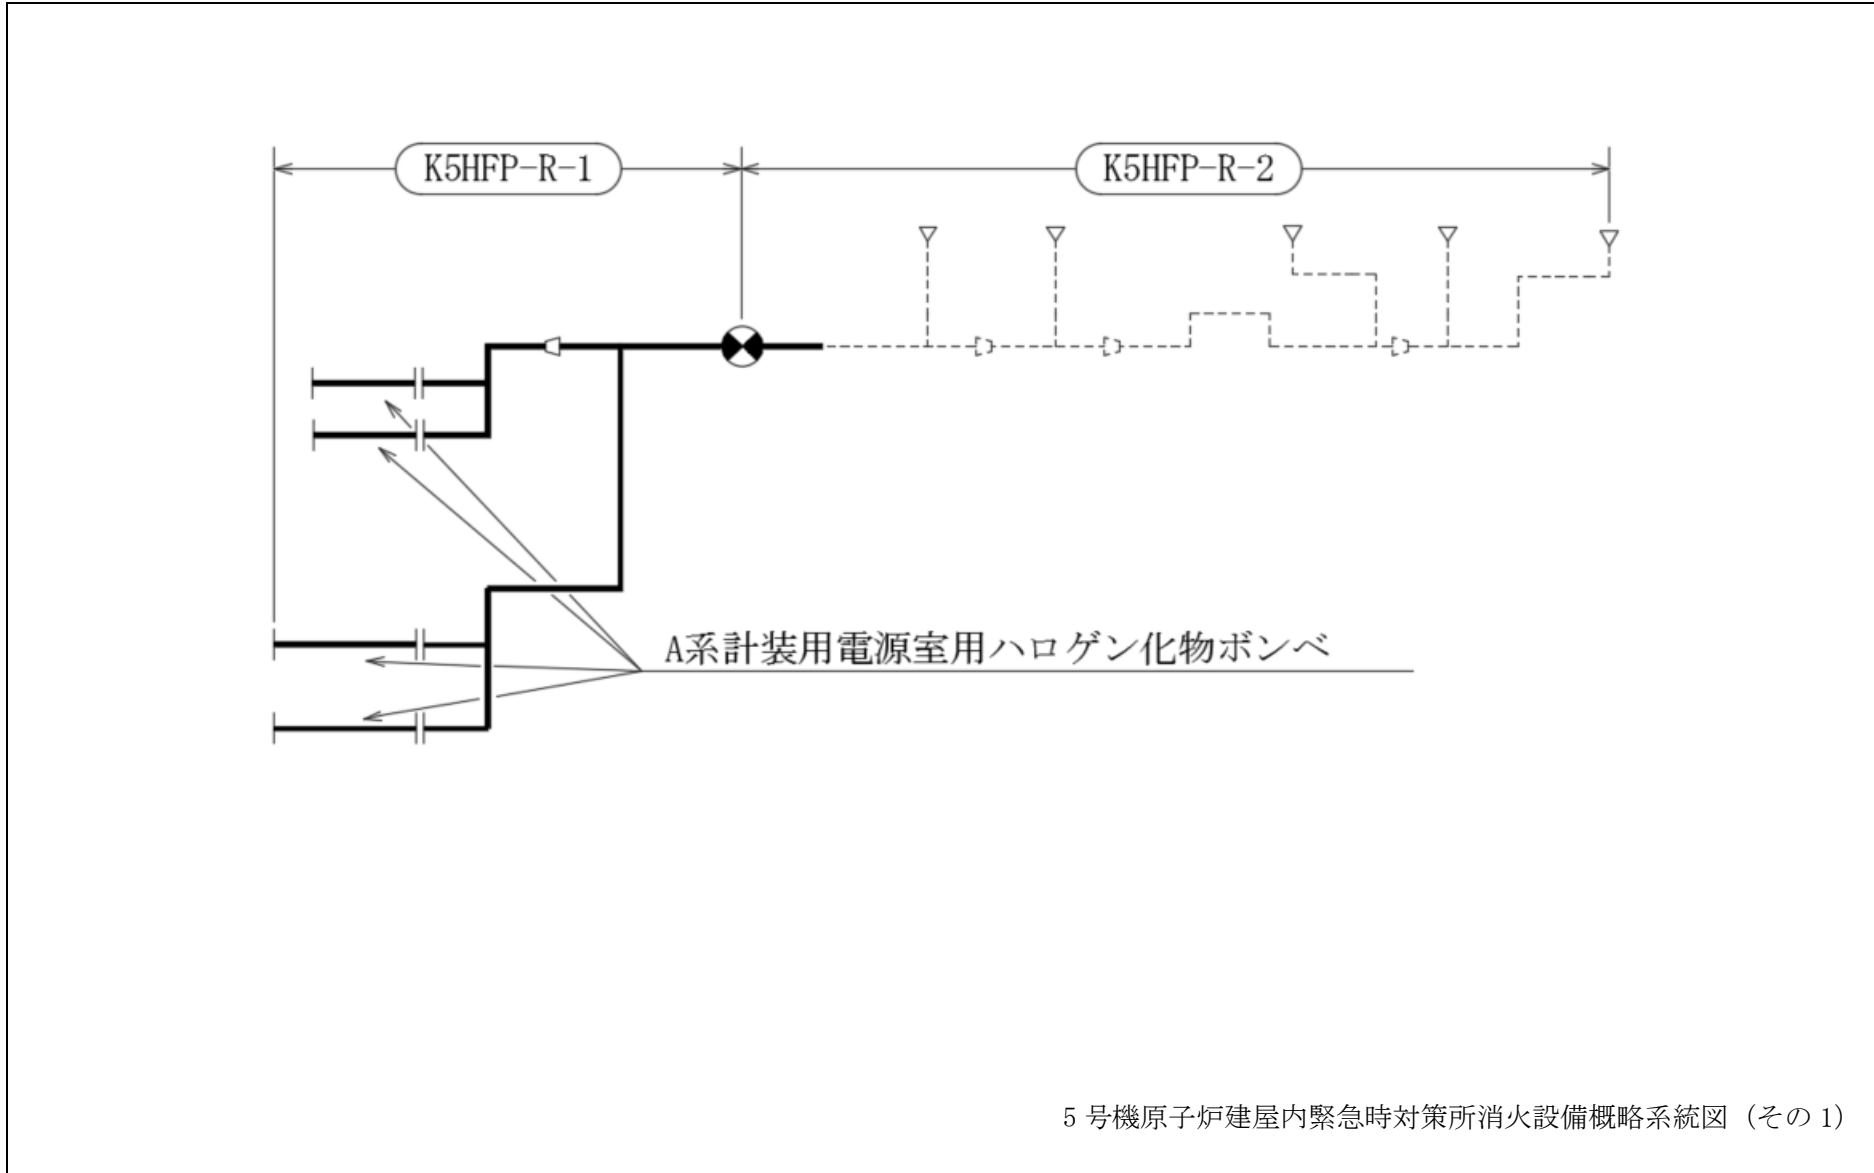 K5HFP-R-1
K5HFP-R-2
A系計装用電源室用ハロゲン化物ボンベ
5号機原子炉建屋内緊急時対策所消火設備概略系統図（その1）